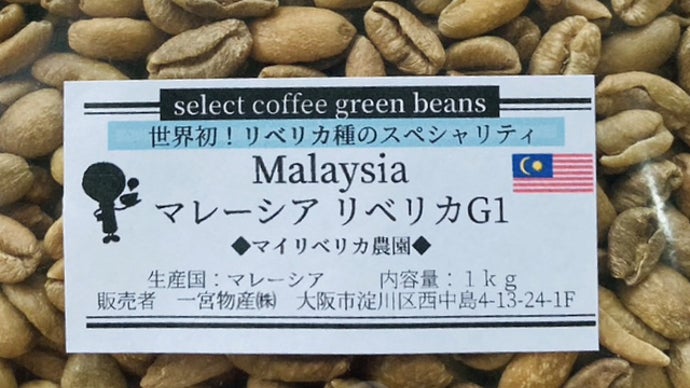 select coffee green beans
世界初！リベリカ種のスペシャリティ
Malaysia
マレーシア リベリカG1
◆マイリベリカ農園◆
生産国：マレーシア　内容量：１kg
販売者　一宮物産㈱　大阪市淀川区西中島4-13-24-1F